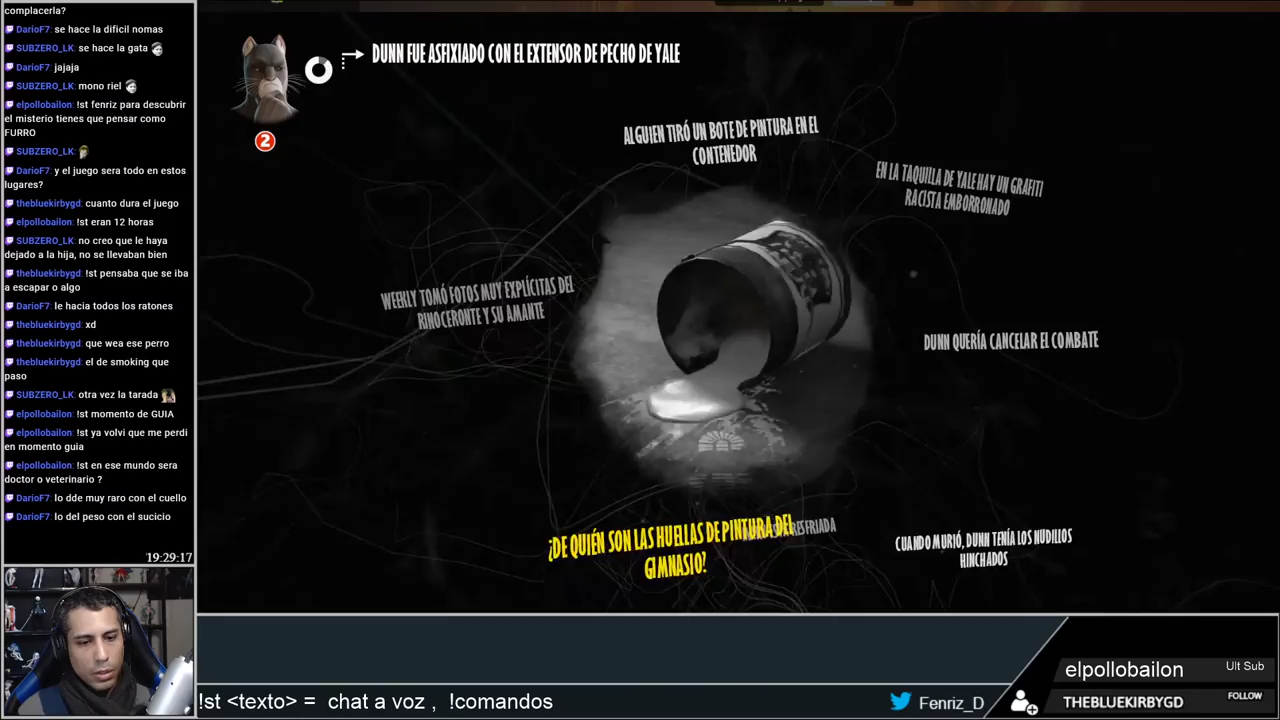 complacerla?
DarioF7: se hace la dificil nomas
SUBZERO_LK: se hace la gata
DarioF7: jajaja
SUBZERO_LK: mono riel
elpollobailon: !st fenriz para descubrir
el misterio tienes que pensar como
FURRO
SUBZERO_LK:
DarioF7: y el juego sera todo en estos
lugares?
thebluekirbygd: cuanto dura el juego
elpollobailon: !st eran 12 horas
SUBZERO_LK: no creo que le haya
dejado a la hija, no se llevaban bien
thebluekirbygd: !st pensaba que se iba
a escapar o algo
DarioF7: le hacia todos los ratones
thebluekirbygd: xd
thebluekirbygd: que wea ese perro
thebluekirbygd: el de smoking que
paso
SUBZERO_LK: otra vez la tarada
elpollobailon: !st momento de GUIA
elpollobailon: !st ya volvi que me perdi
en momento guia
elpollobailon: !st en ese mundo sera
doctor o veterinario ?
DarioF7: lo dde muy raro con el cuello
DarioF7: lo del peso con el sucicio
19:29:17
DUNN FUE ASFIXIADO CON EL EXTENSOR DE PECHO DE YALE
2
ALGUIEN TIRÓ UN BOTE DE PINTURA EN EL
CONTENEDOR
EN LA TAQUILLA DE YALE HAY UN GRAFITI
RACISTA EMBORRONADO
WEEKLY TOMÓ FOTOS MUY EXPLÍCITAS DEL
RINOCERONTE Y SU AMANTE
DUNN QUERÍA CANCELAR EL COMBATE
¿DE QUIÉN SON LAS HUELLAS DE PINTURA DEL
GIMNASIO?
RESFRIADA
CUANDO MURIÓ, DUNN TENÍA LOS NUDILLOS
HINCHADOS
!st <texto> = chat a voz , !comandos
Fenriz_D
elpollobailon Ult Sub
THEBLUEKIRBYGD FOLLOW